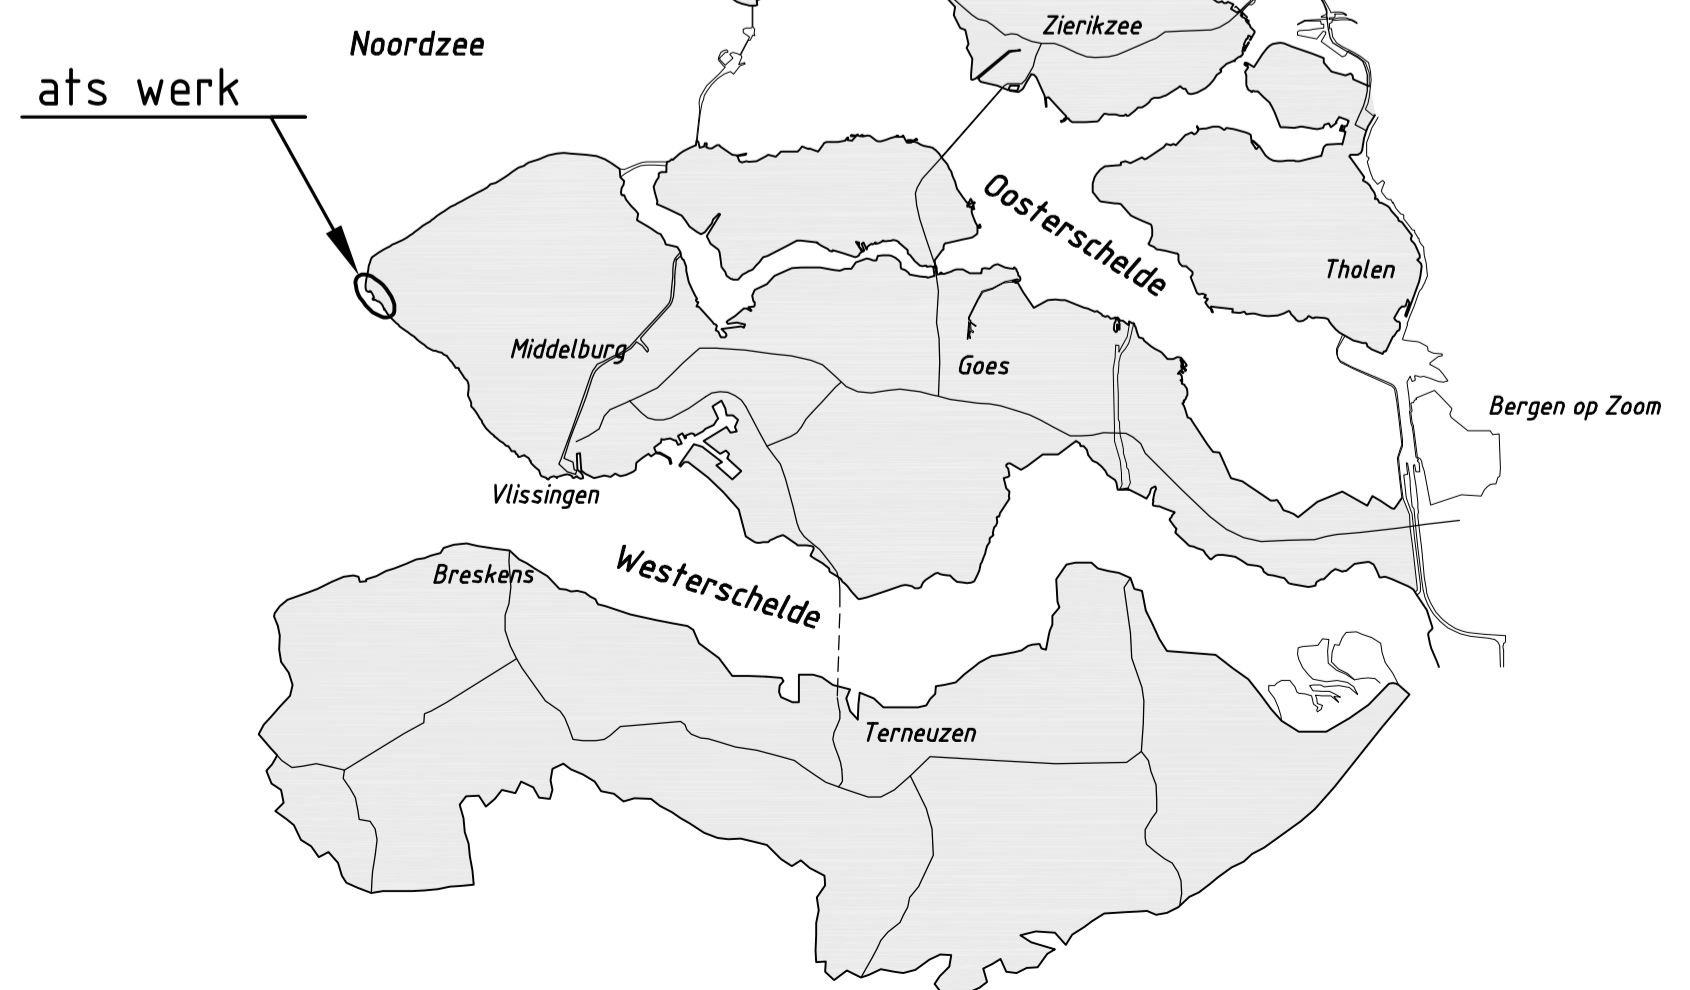 Zierikzee
Noordzee
ats werk
Oosterschelde
Tholen
Middelburg
Goes
Bergen op Zoom
Vlissingen
Westerschelde
Breskens
Terneuzen